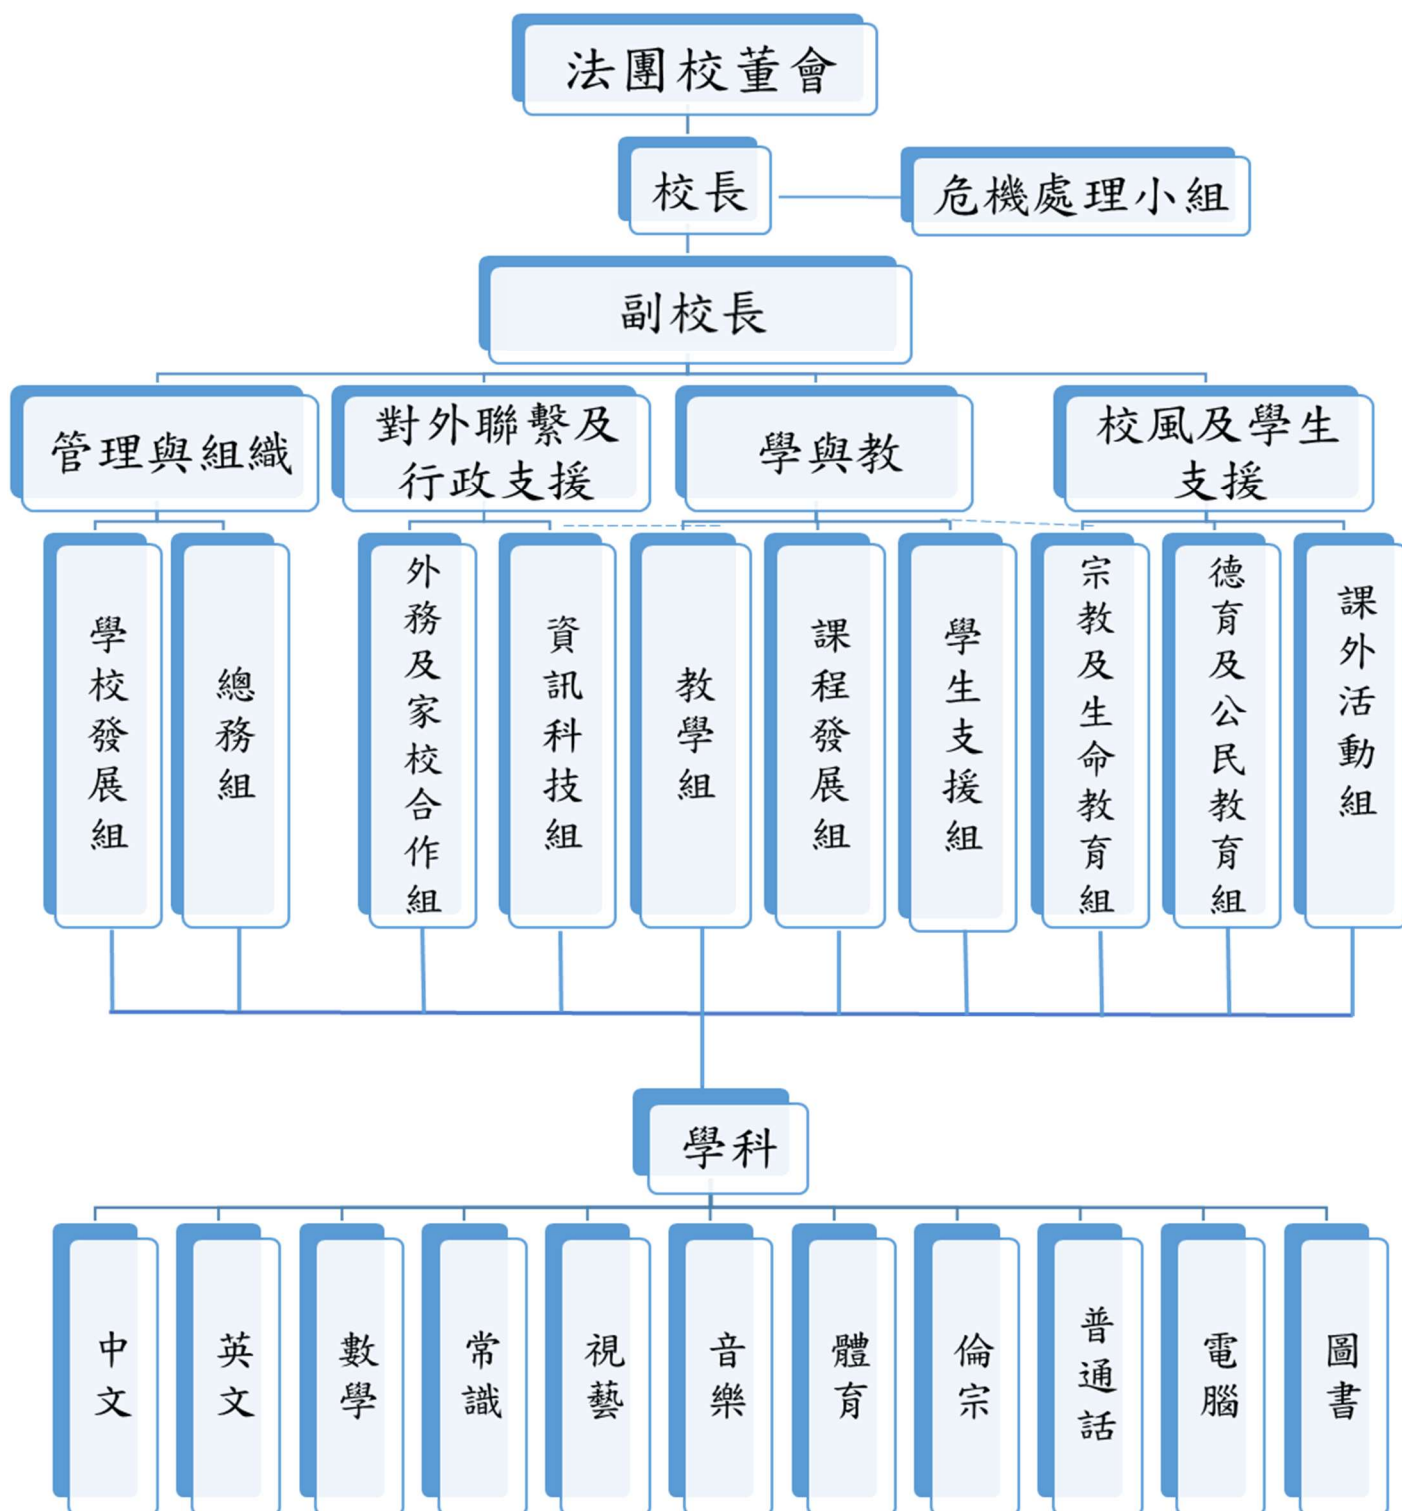 法團校董會
校長
危機處理小組
副校長
管理與組織
對外聯繫及
行政支援
學與教
校風及學生
支援
學校發展組
總務組
外務及家校合作組
資訊科技組
教學組
課程發展組
學生支援組
宗教及生命教育組
德育及公民教育組
課外活動組
學科
中文
英文
數學
常識
視藝
音樂
體育
倫宗
普通話
電腦
圖書